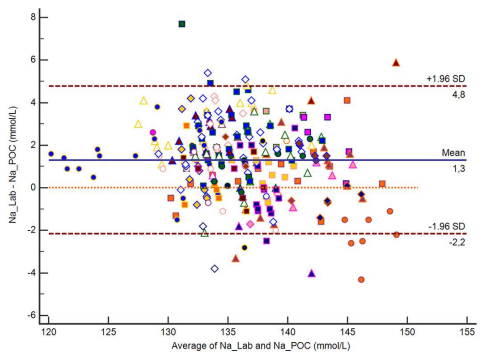 8
6
+1.96 SD
4
4.8
Na_Lab - Na_POC (mmol/L)
2
Mean
1.3
0
-1.96 SD
-2
-2.2
-4
-6
120 125 130 135 140 145 150 155
Average of Na_Lab and Na_POC (mmol/L)